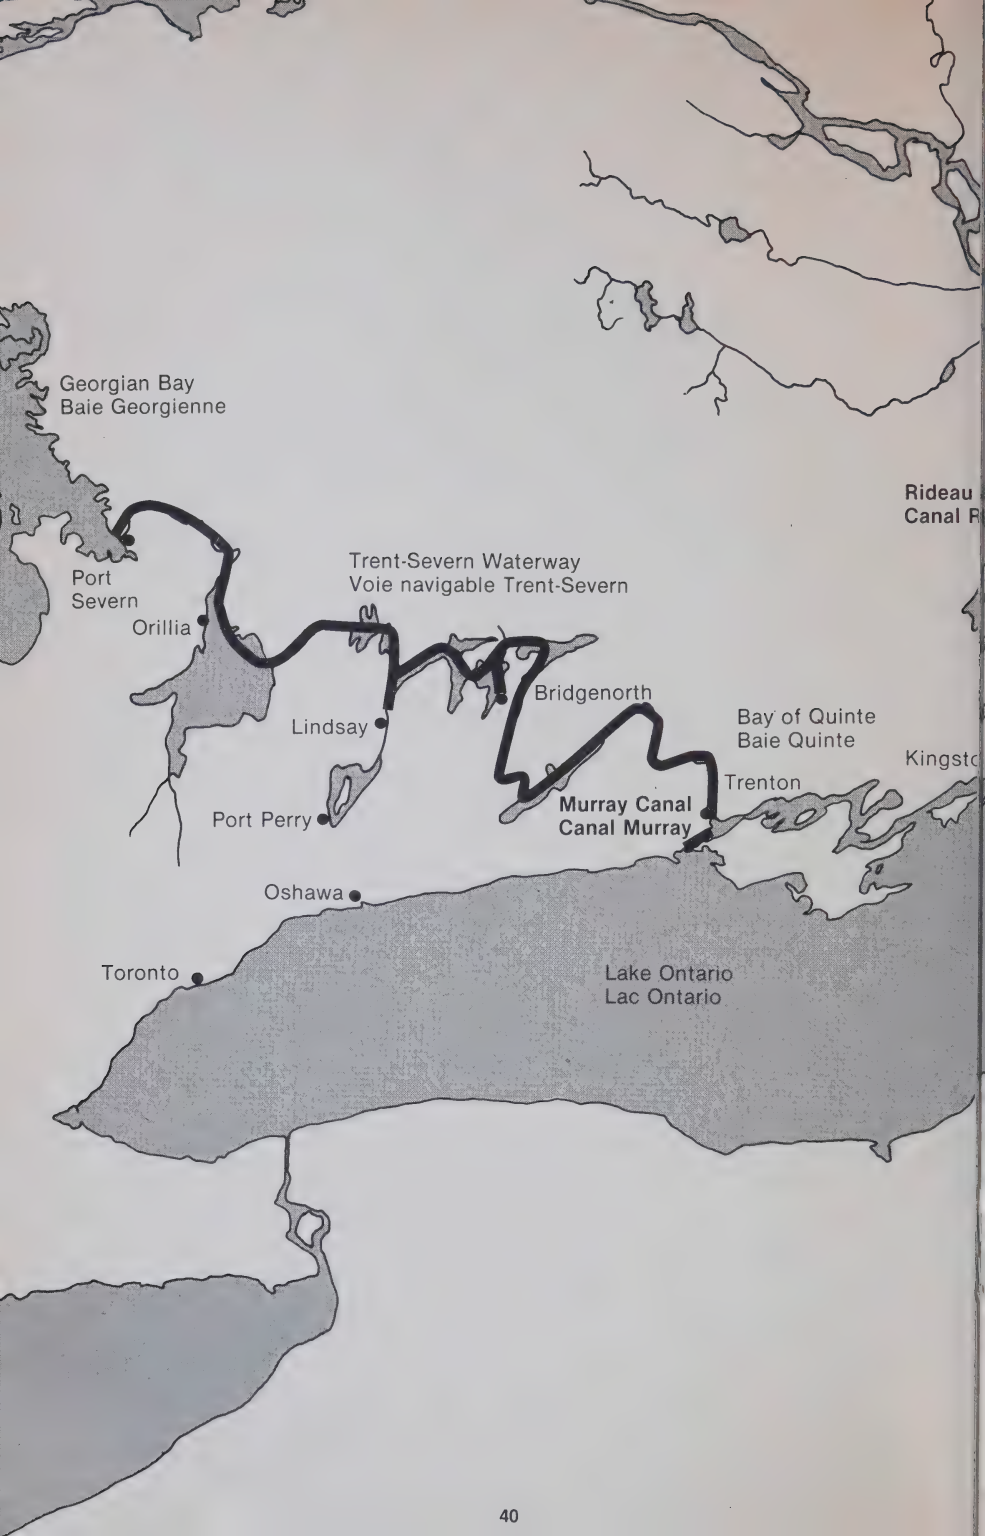 Georgian Bay
Baie Georgienne
Rideau
Canal
Trent-Severn Waterway
Voie navigable Trent-Severn
Port
Severn
Orillia
Bridgenorth
Lindsay
Bay of Quinte
Baie Quinte
Trenton
Murray Canal
Canal Murray
Port Perry
Oshawa
Toronto
Lake Ontario
Lac Ontario
40